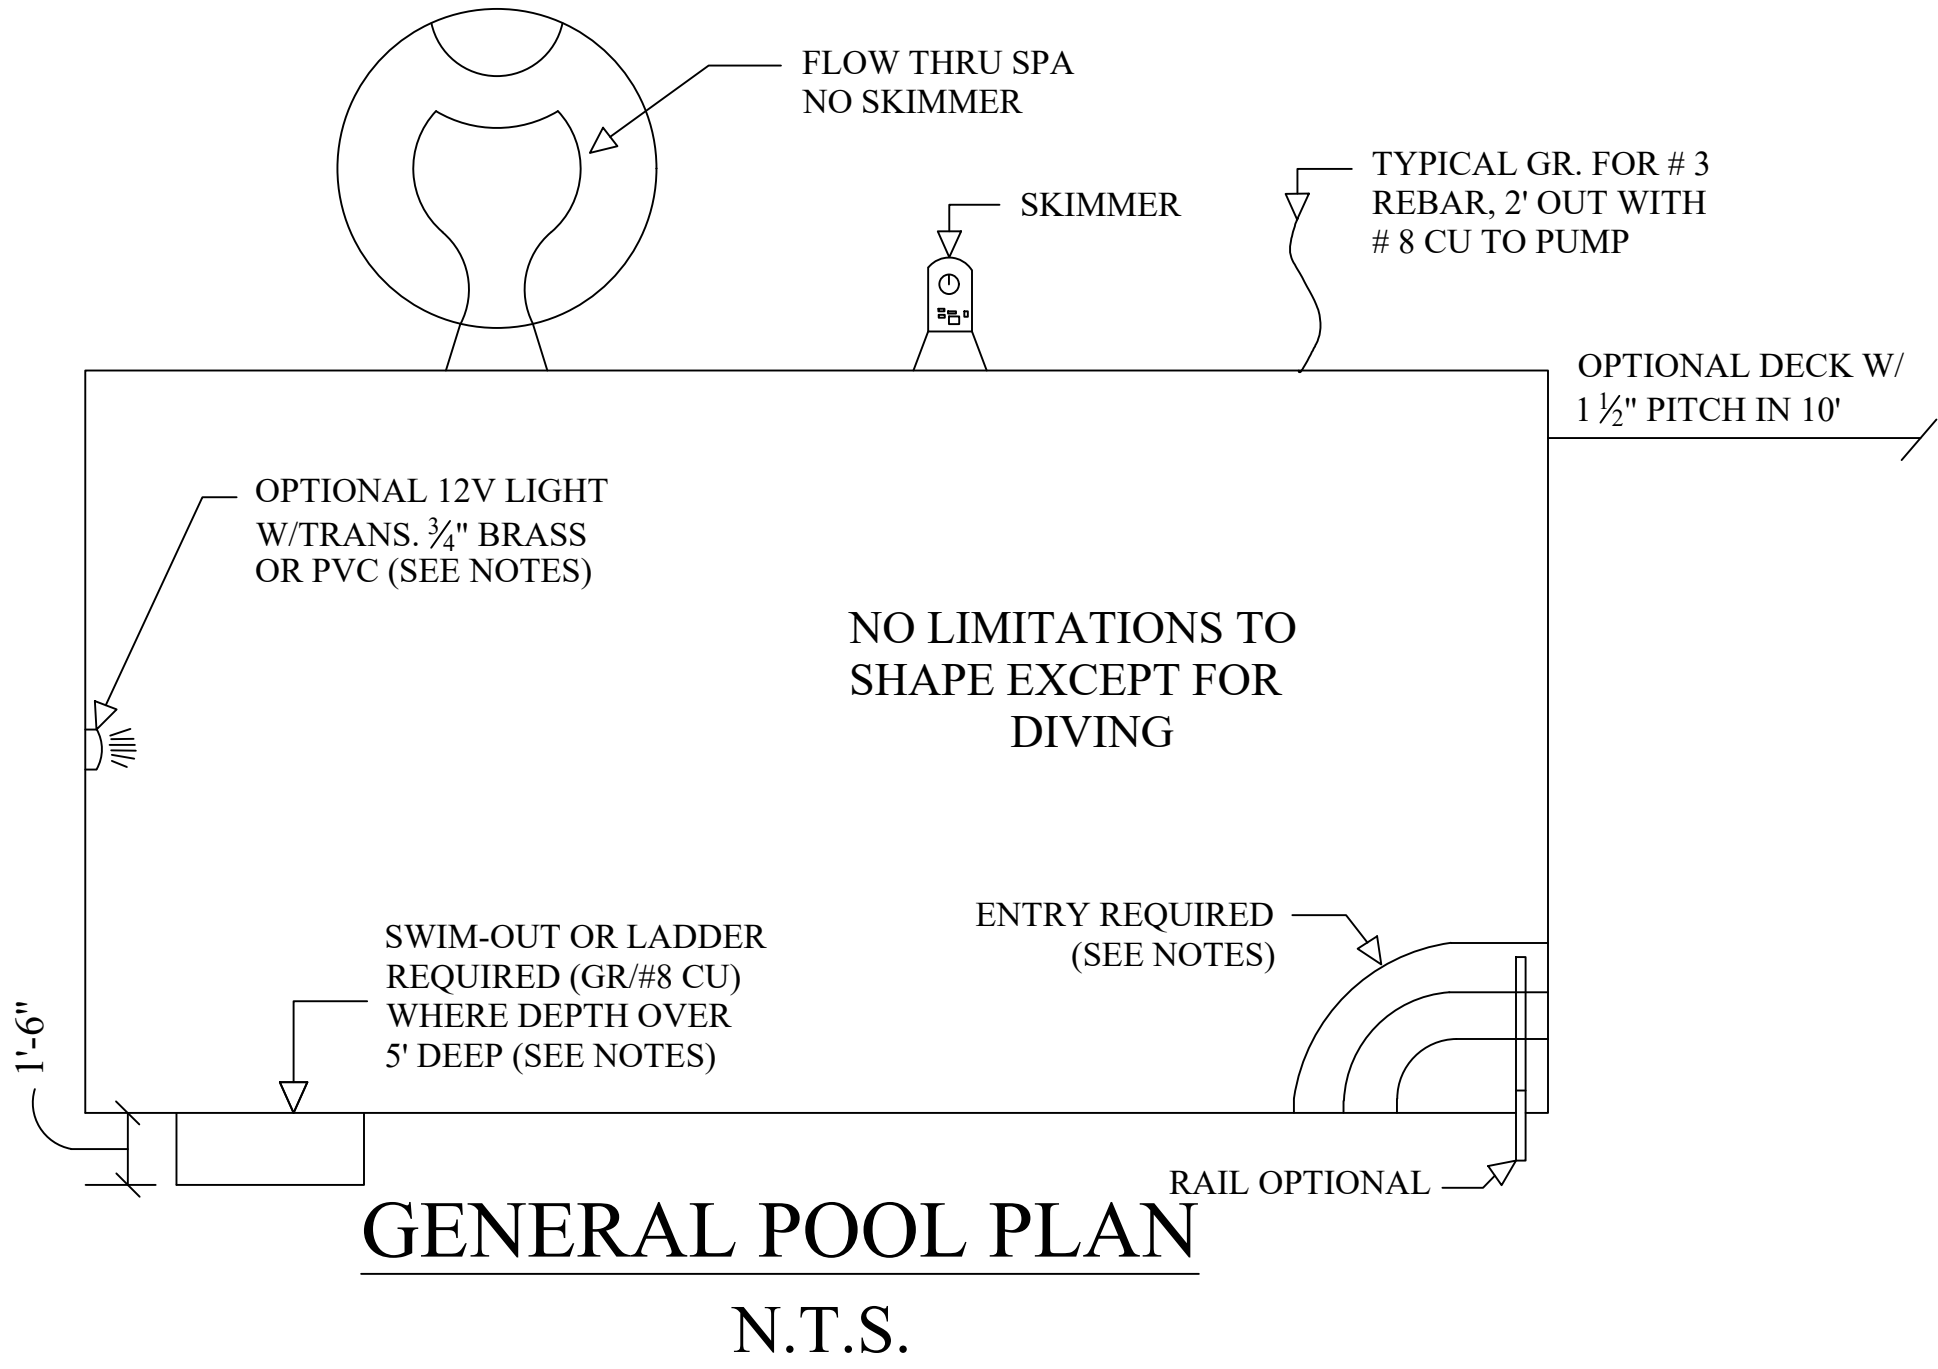 FLOW THRU SPA
NO SKIMMER
TYPICAL GR. FOR # 3
REBAR, 2' OUT WITH
# 8 CU TO PUMP
SKIMMER
OPTIONAL DECK W/
1 ½" PITCH IN 10'
OPTIONAL 12V LIGHT
W/TRANS. ¾" BRASS
OR PVC (SEE NOTES)
NO LIMITATIONS TO
SHAPE EXCEPT FOR
DIVING
ENTRY REQUIRED
(SEE NOTES)
SWIM-OUT OR LADDER
REQUIRED (GR/#8 CU)
WHERE DEPTH OVER
5' DEEP (SEE NOTES)
1'-6"
RAIL OPTIONAL
GENERAL POOL PLAN
N.T.S.